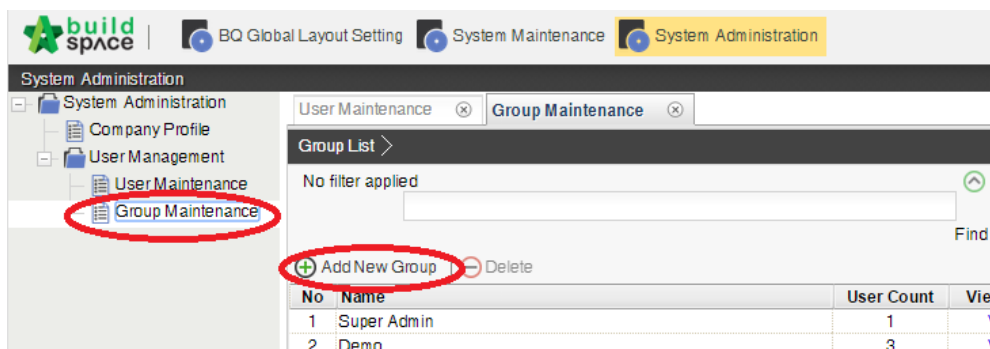 build
space
BQ Global Layout Setting
System Maintenance
System Administration
System Administration
System Administration
Company Profile
User Management
User Maintenance
Group Maintenance
User Maintenance
Group Maintenance
Group List
No filter applied
Find
Add New Group
Delete
No Name User Count
1 Super Admin 1
2 Demo 3